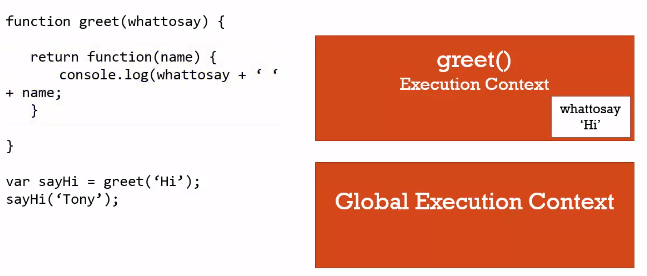 function greet(whattosay) {
return function(name) {
console.log(whattosay + ‘ ‘
+ name;
}
}
var sayHi = greet(‘Hi’);
sayHi(‘Tony’);
greet()
Execution Context
whattosay
‘Hi’
Global Execution Context